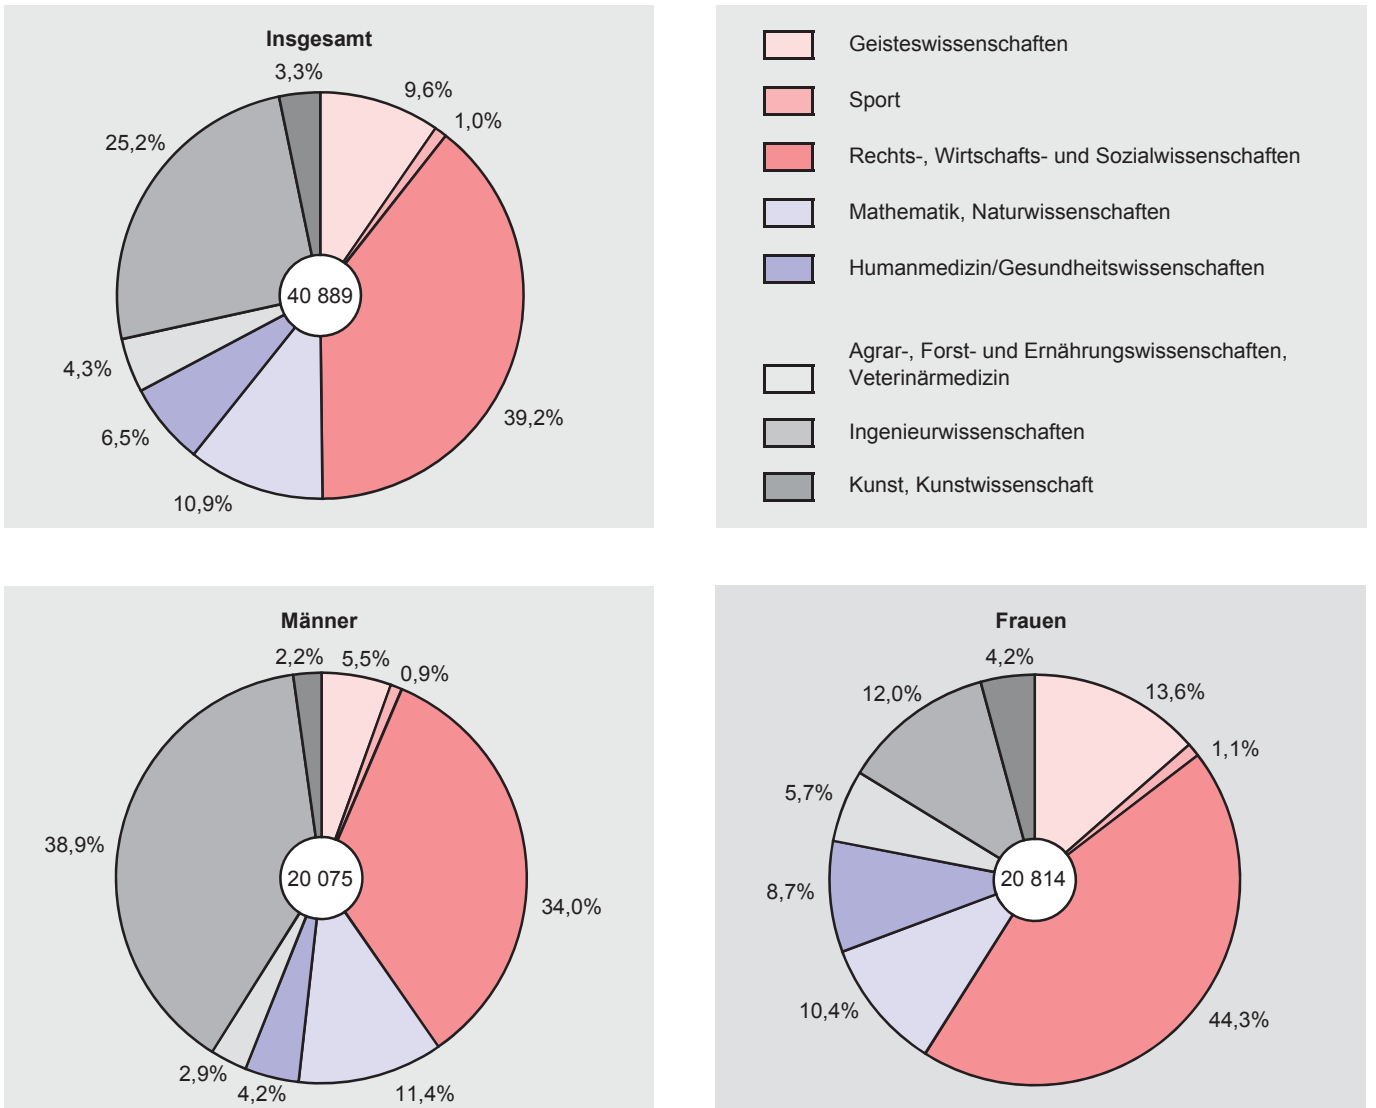 Insgesamt
3,3%
9,6%
1,0%
25,2%
40 889
4,3%
39,2%
6,5%
10,9%
Geisteswissenschaften
Sport
Rechts-, Wirtschafts- und Sozialwissenschaften
Mathematik, Naturwissenschaften
Humanmedizin/Gesundheitswissenschaften
Agrar-, Forst- und Ernährungswissenschaften,
Veterinärmedizin
Ingenieurwissenschaften
Kunst, Kunstwissenschaft
Männer
2,2%
5,5%
0,9%
38,9%
20 075
34,0%
2,9%
4,2%
11,4%
Frauen
4,2%
12,0%
13,6%
1,1%
5,7%
20 814
8,7%
10,4%
44,3%